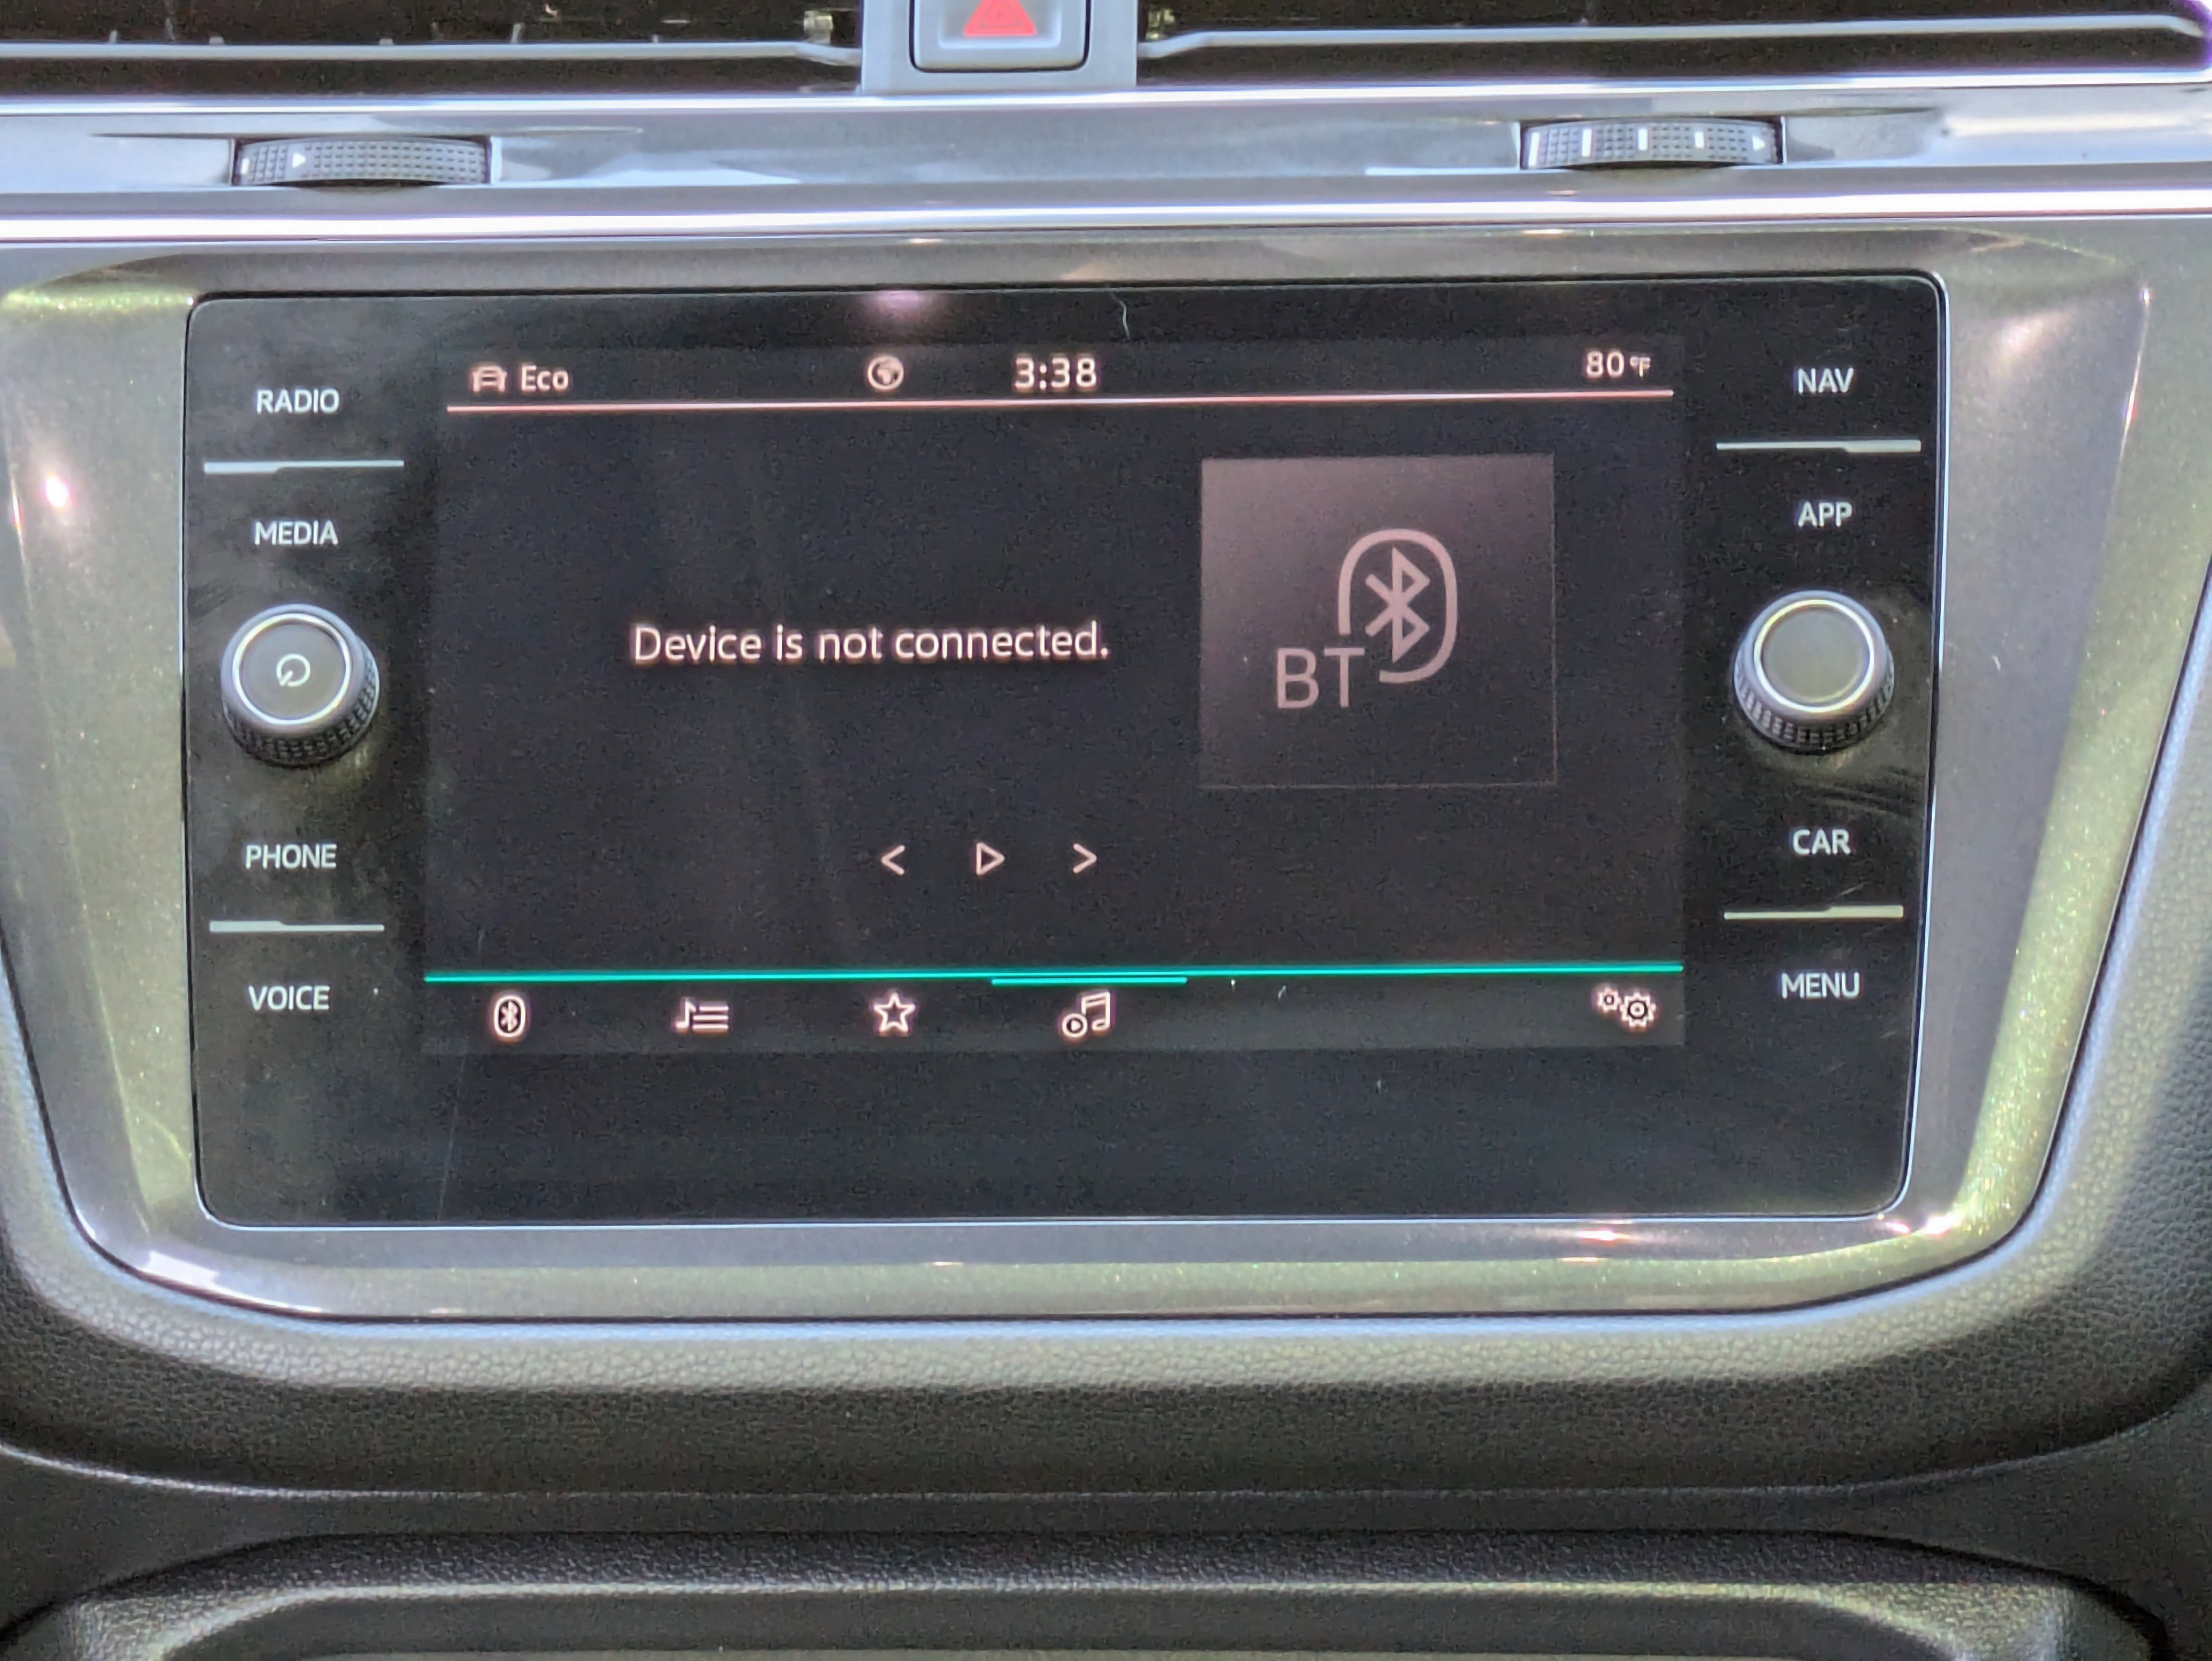 Eco
3:38
80°F
RADIO
MEDIA
PHONE
VOICE
Device is not connected.
BT
NAV
APP
CAR
MENU